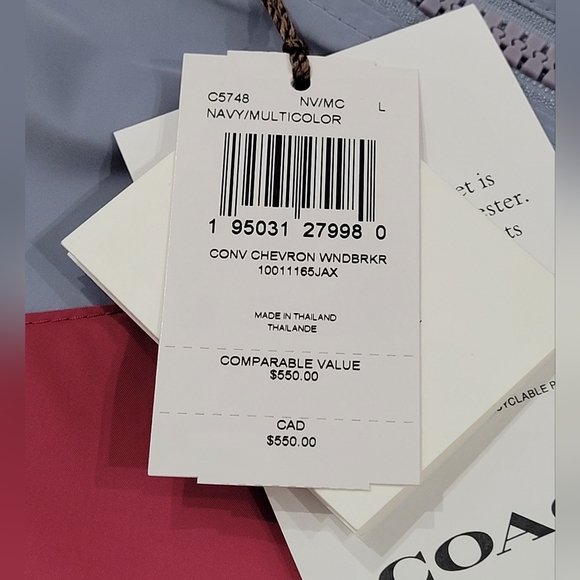 C5748 NV/MC L
NAVY/MULTICOLOR
1 95031 27998 0
CONV CHEVRON WNDBRKR
10011165JAX
MADE IN THAILAND
THAILANDE
COMPARABLE VALUE
$550.00
CAD
$550.00
et is
ester.
ts
YCLABLE P
COAC